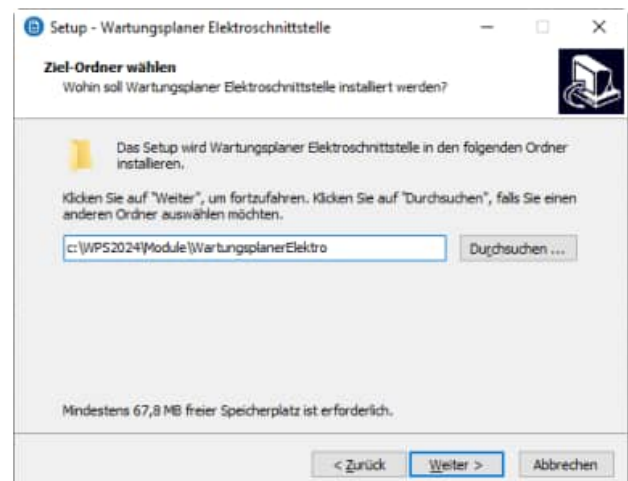 Setup - Wartungsplaner Elektroschnittstelle
Ziel-Ordner wählen
Wohin soll Wartungsplaner Elektroschnittstelle installiert werden?
Das Setup wird Wartungsplaner Elektroschnittstelle in den folgenden Ordner
installieren.
Klicken Sie auf "Weiter", um fortzufahren. Klicken Sie auf "Durchsuchen", falls Sie einen
anderen Ordner auswählen möchten.
c:\WPS2024\Module\WartungsplanerElektro
Durchsuchen ...
Mindestens 67,8 MB freier Speicherplatz ist erforderlich.
< Zurück Weiter > Abbrechen